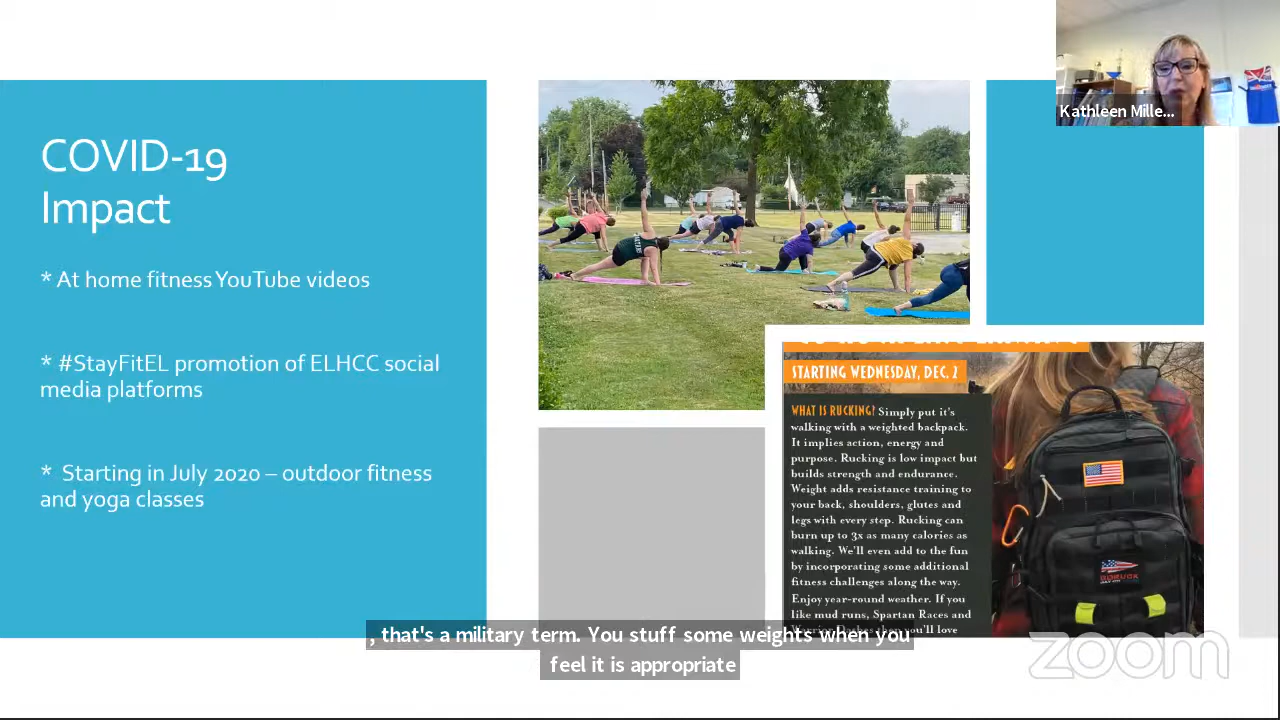 Kathleen Mille...
COVID-19
Impact
* At home fitness YouTube videos
* #StayFitEL promotion of ELHCC social
media platforms
* Starting in July 2020 – outdoor fitness
and yoga classes
STARTING WEDNESDAY, DEC. 2
WHAT IS RUCKING? Simply put it's
walking with a weighted backpack.
It implies action, energy and
purpose. Rucking is low impact but
builds strength and endurance.
Weight adds resistance training to
your back, shoulders, glutes and
legs with every step. Rucking can
burn up to 3x as many calories as
walking. We'll even add to the fun
by incorporating some additional
fitness challenges along the way.
Enjoy year-round weather. If you
like mud runs, Spartan Races and
you'll love
GORUCK
, that's a military term. You stuff some weights when you
feel it is appropriate
zoom